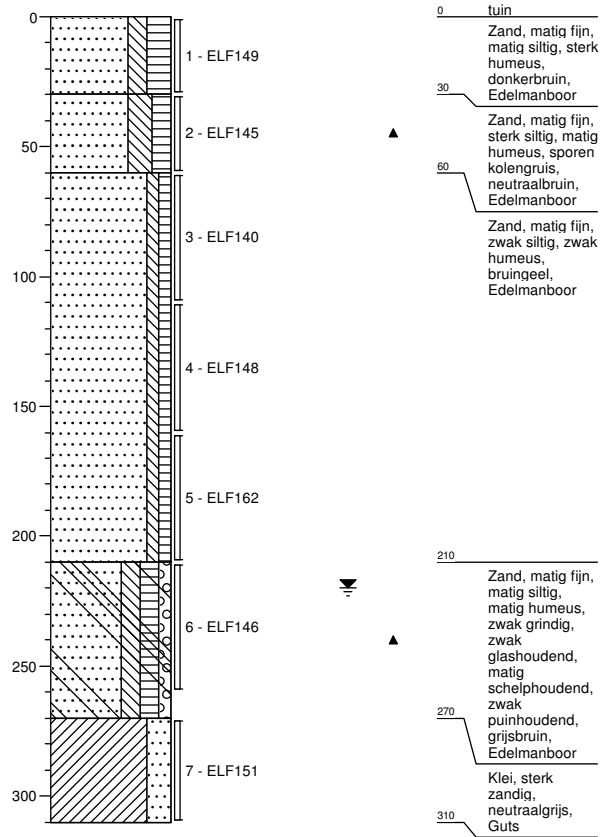 0
50
100
150
200
250
300
1 - ELF149
2 - ELF145
3 - ELF140
4 - ELF148
5 - ELF162
6 - ELF146
7 - ELF151
0
tuin
Zand, matig fijn,
matig siltig, sterk
humeus,
donkerbruin,
Edelmanboor
30
Zand, matig fijn,
sterk siltig, matig
humeus, sporen
kolengruis,
neutraalbruin,
Edelmanboor
60
Zand, matig fijn,
zwak siltig, zwak
humeus,
bruingeel,
Edelmanboor
210
Zand, matig fijn,
matig siltig,
matig humeus,
zwak grindig,
zwak
glashoudend,
matig
schelphoudend,
zwak
puinhoudend,
grijsbruin,
Edelmanboor
270
Klei, sterk
zandig,
neutraalgrijs,
Guts
310